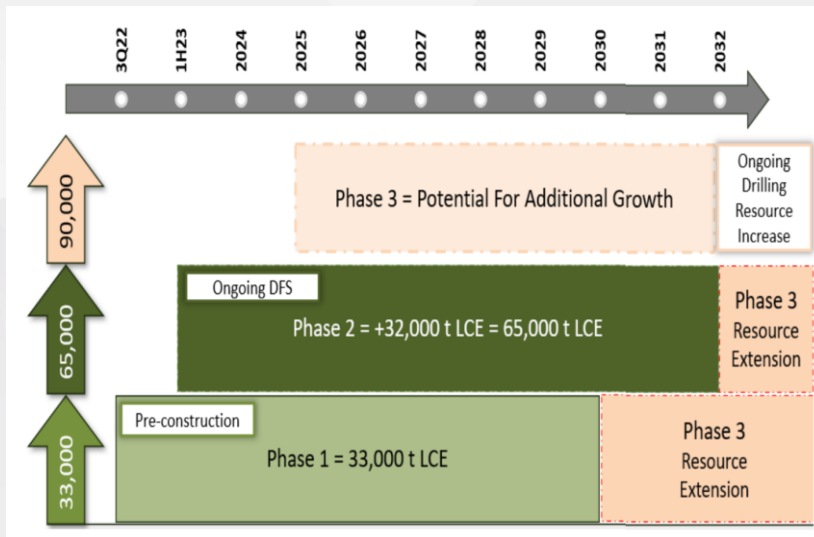 3Q22
1H23
2024
2025
2026
2027
2028
2029
2030
2031
2032
90,000
Phase 3 = Potential For Additional Growth
Ongoing
Drilling
Resource
Increase
65,000
Ongoing DFS
Phase 2 = +32,000 t LCE = 65,000 t LCE
Phase 3
Resource
Extension
33,000
Pre-construction
Phase 1 = 33,000 t LCE
Phase 3
Resource
Extension